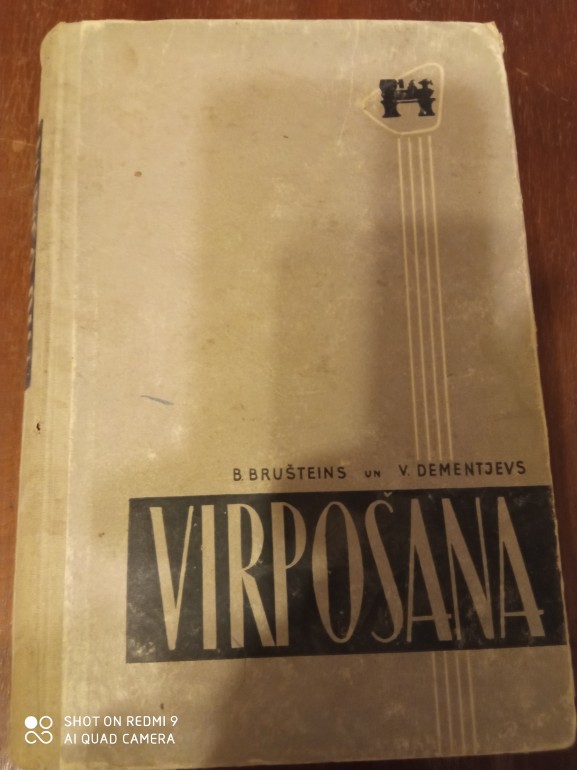 B. BRUŠTEINS UN V. DEMENTJEVS
VIRPOŠANA
SHOT ON REDMI 9
AI QUAD CAMERA